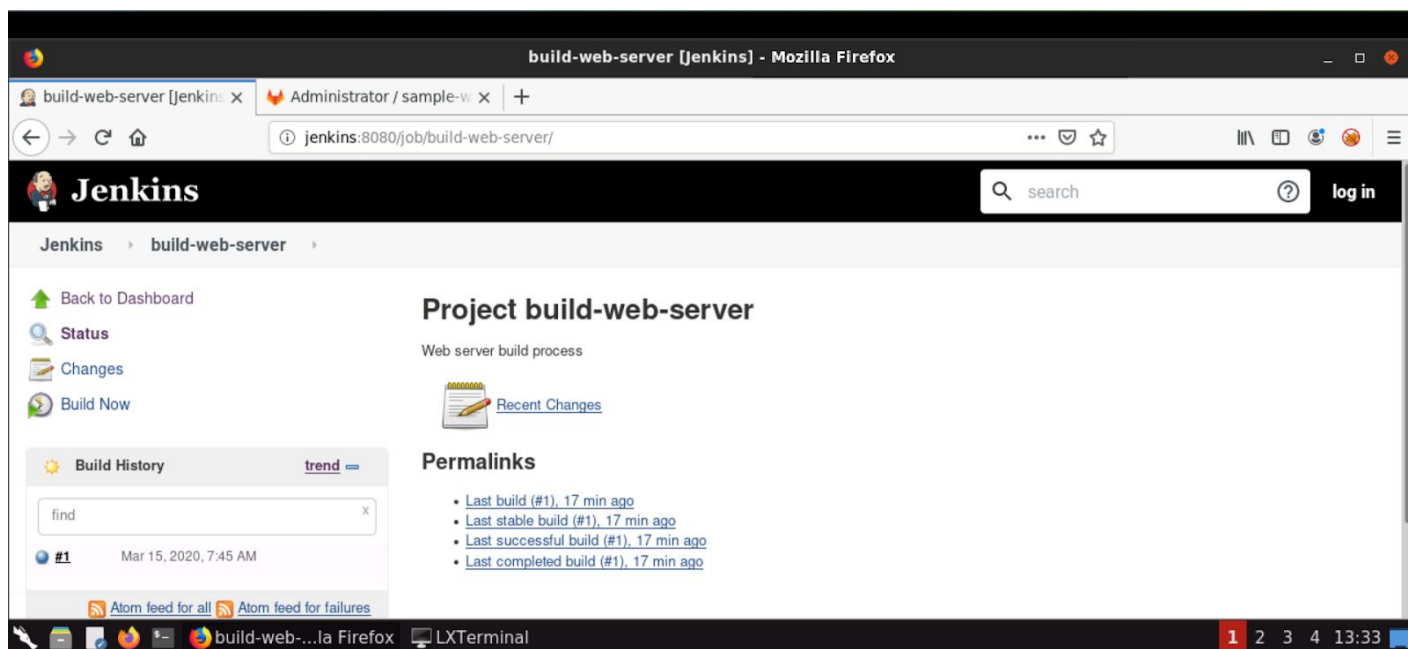 build-web-server [Jenkins] - Mozilla Firefox
build-web-server [Jenkins Administrator / sample-w
jenkins:8080/job/build-web-server/
Jenkins search log in
Jenkins build-web-server
Back to Dashboard
Status
Changes
Build Now
Build History trend
find x
#1 Mar 15, 2020, 7:45 AM
Atom feed for all Atom feed for failures
Project build-web-server
Web server build process
Recent Changes
Permalinks
• Last build (#1), 17 min ago
• Last stable build (#1), 17 min ago
• Last successful build (#1), 17 min ago
• Last completed build (#1), 17 min ago
build-web-...la Firefox LXTerminal 1 2 3 4 13:33